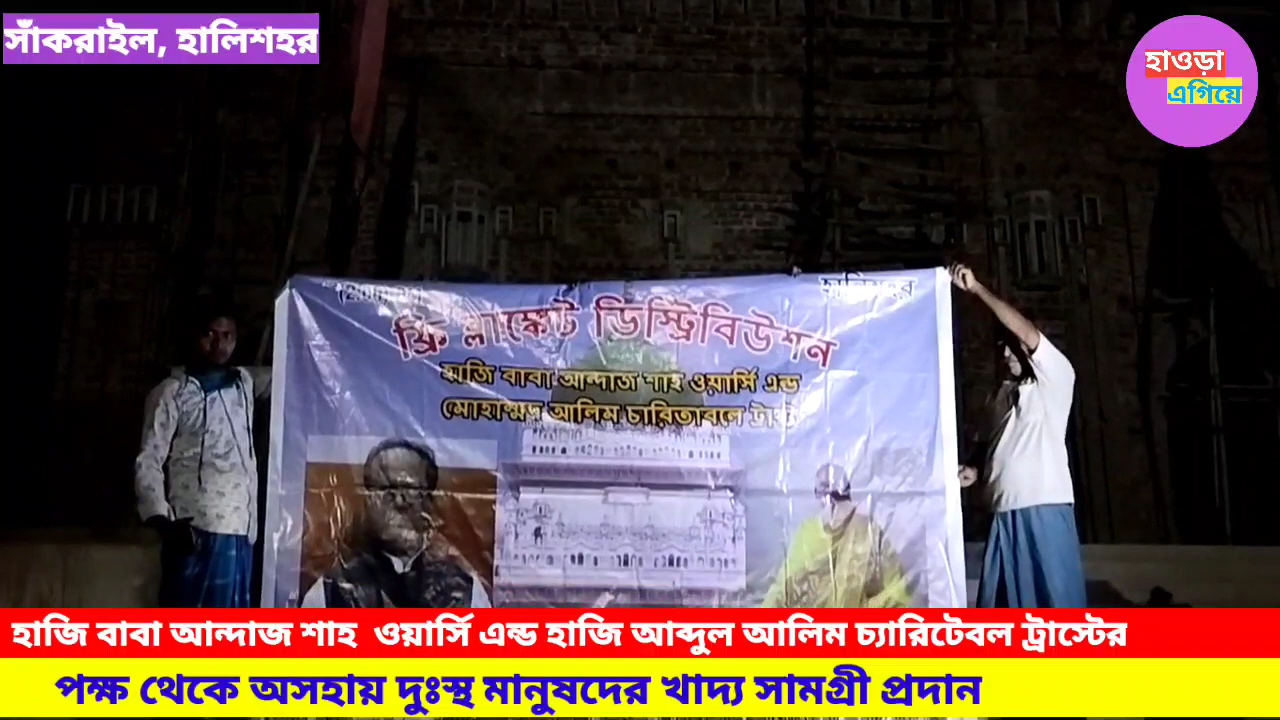 সাঁকরাইল, হালিশহর
হাওড়া
এগিয়ে
ফ্রি ব্লাঙ্কেট ডিস্ট্রিবিউশন
হাজি বাবা আন্দাজ শাহ ওয়ার্সি এন্ড
মোহাম্মদ আলিম চারিতাবলে ট্রাস্ট
হাজি বাবা আন্দাজ শাহ ওয়ার্সি এন্ড হাজি আব্দুল আলিম চ্যারিটেবল ট্রাস্টের
পক্ষ থেকে অসহায় দুঃস্থ মানুষদের খাদ্য সামগ্রী প্রদান